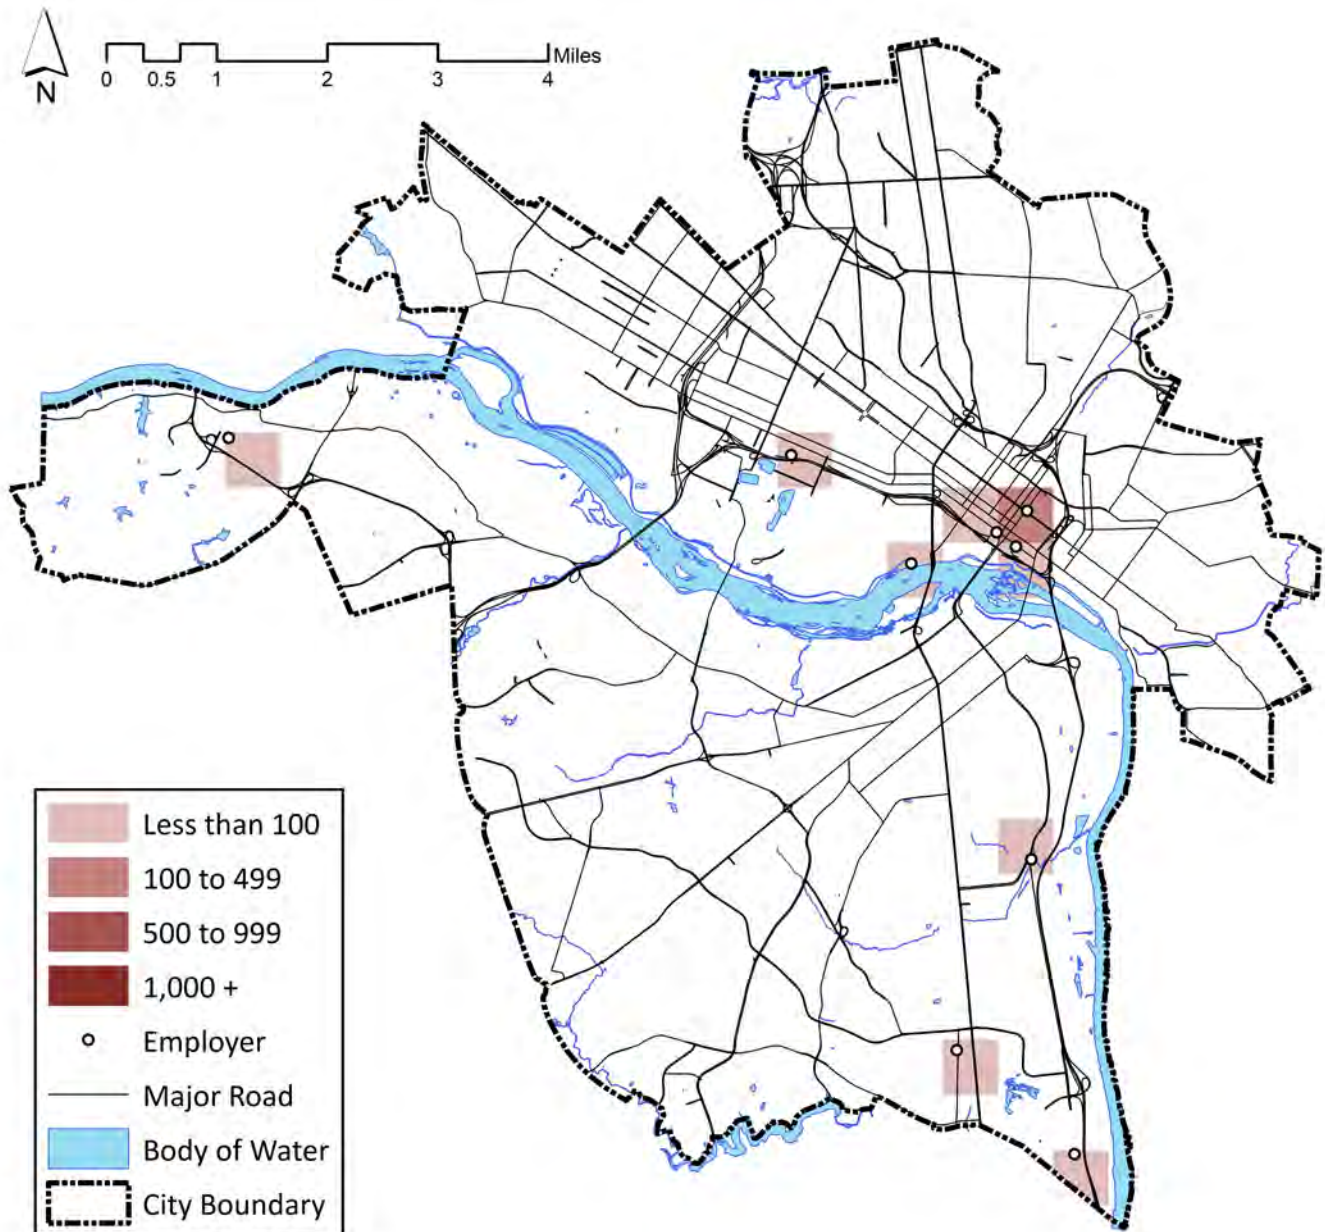 Miles
0 0.5 1 2 3 4
N
Less than 100
100 to 499
500 to 999
1,000 +
Employer
Major Road
Body of Water
City Boundary